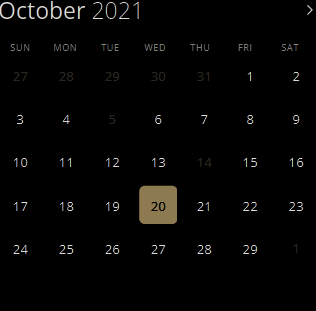 October 2021
SUN MON TUE WED THU FRI SAT
27 28 29 30 31 1 2
3 4 5 6 7 8 9
10 11 12 13 14 15 16
17 18 19 20 21 22 23
24 25 26 27 28 29 1